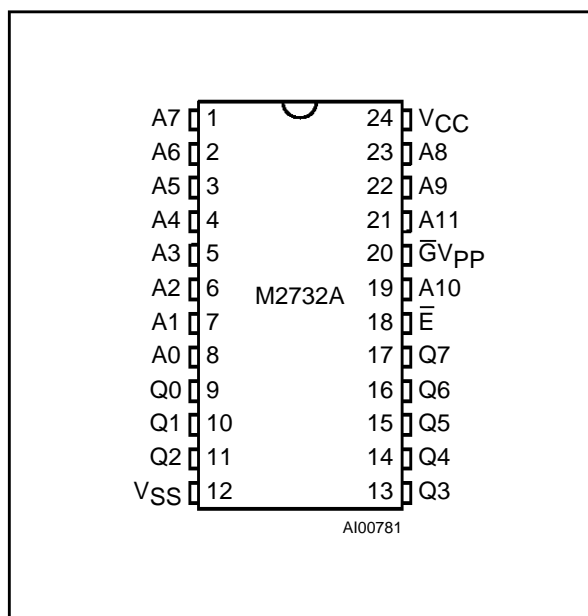 A7 1 24 VCC
A6 2 23 A8
A5 3 22 A9
A4 4 21 A11
A3 5 20 G̅VPP
A2 6 19 A10
M2732A
A1 7 18 E̅
A0 8 17 Q7
Q0 9 16 Q6
Q1 10 15 Q5
Q2 11 14 Q4
VSS 12 13 Q3
AI00781